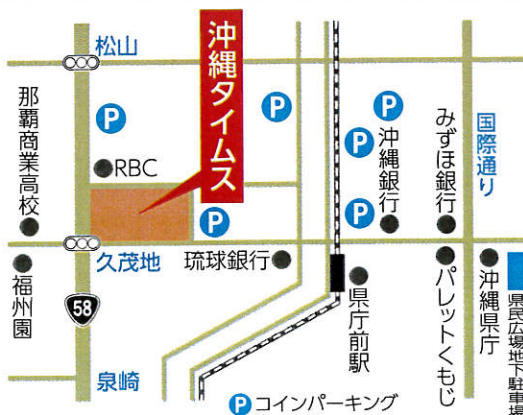 松山
沖縄タイムス
P
P
P
那覇商業高校
RBC
P
沖縄銀行
みずほ銀行
国際通り
P
P
久茂地
琉球銀行
福州園
58
県庁前駅
パレットくもじ
沖縄県庁
県民広場地下駐車場
泉崎
P コインパーキング